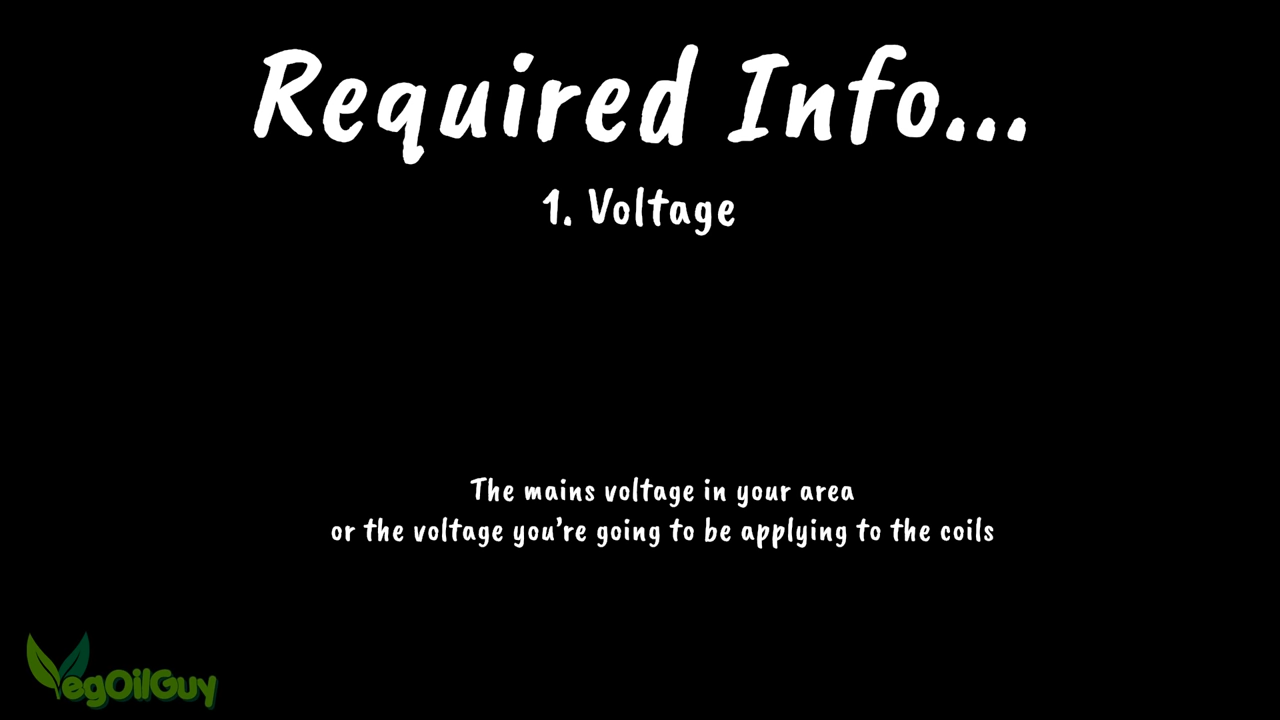 Required Info...
1. Voltage
The mains voltage in your area
or the voltage you’re going to be applying to the coils
VegOilGuy